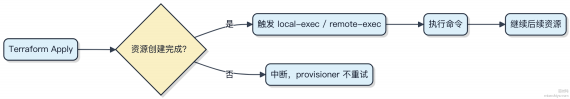 Terraform Apply
资源创建完成?
是
触发 local-exec / remote-exec
执行命令
继续后续资源
否
中断，provisioner 不重试